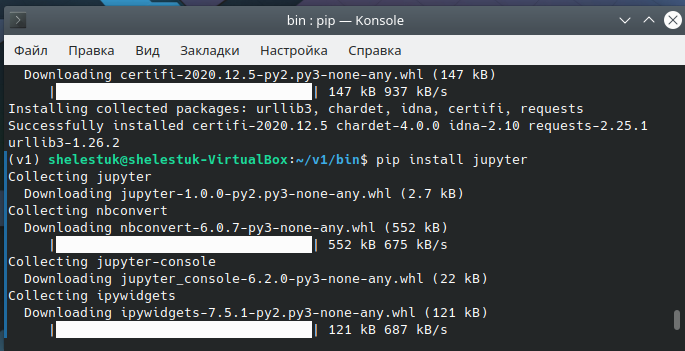 bin : pip — Konsole
Файл Правка Вид Закладки Настройка Справка
Downloading certifi-2020.12.5-py2.py3-none-any.whl (147 kB)
| | 147 kB 937 kB/s
Installing collected packages: urllib3, chardet, idna, certifi, requests
Successfully installed certifi-2020.12.5 chardet-4.0.0 idna-2.10 requests-2.25.1
urllib3-1.26.2
(v1) shelestuk@shelestuk-VirtualBox:~/v1/bin$ pip install jupyter
Collecting jupyter
Downloading jupyter-1.0.0-py2.py3-none-any.whl (2.7 kB)
Collecting nbconvert
Downloading nbconvert-6.0.7-py3-none-any.whl (552 kB)
| | 552 kB 675 kB/s
Collecting jupyter-console
Downloading jupyter_console-6.2.0-py3-none-any.whl (22 kB)
Collecting ipywidgets
Downloading ipywidgets-7.5.1-py2.py3-none-any.whl (121 kB)
| | 121 kB 687 kB/s